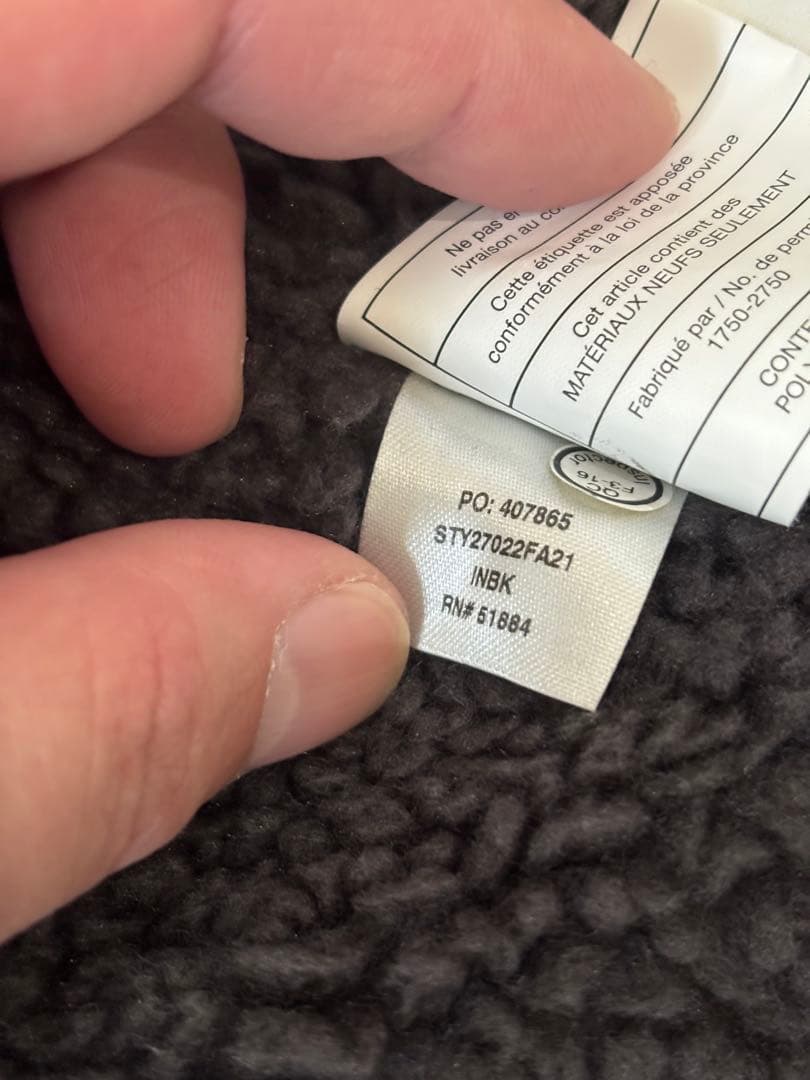 Ne pas
livraison au
Cette étiquette est apposée
conformément à la loi de la province
Cet article contient des
MATÉRIAUX NEUFS SEULEMENT
Fabriqué par / No. de
1750-2750
PO: 407865
STY27022FA21
INBK
RN# 51884